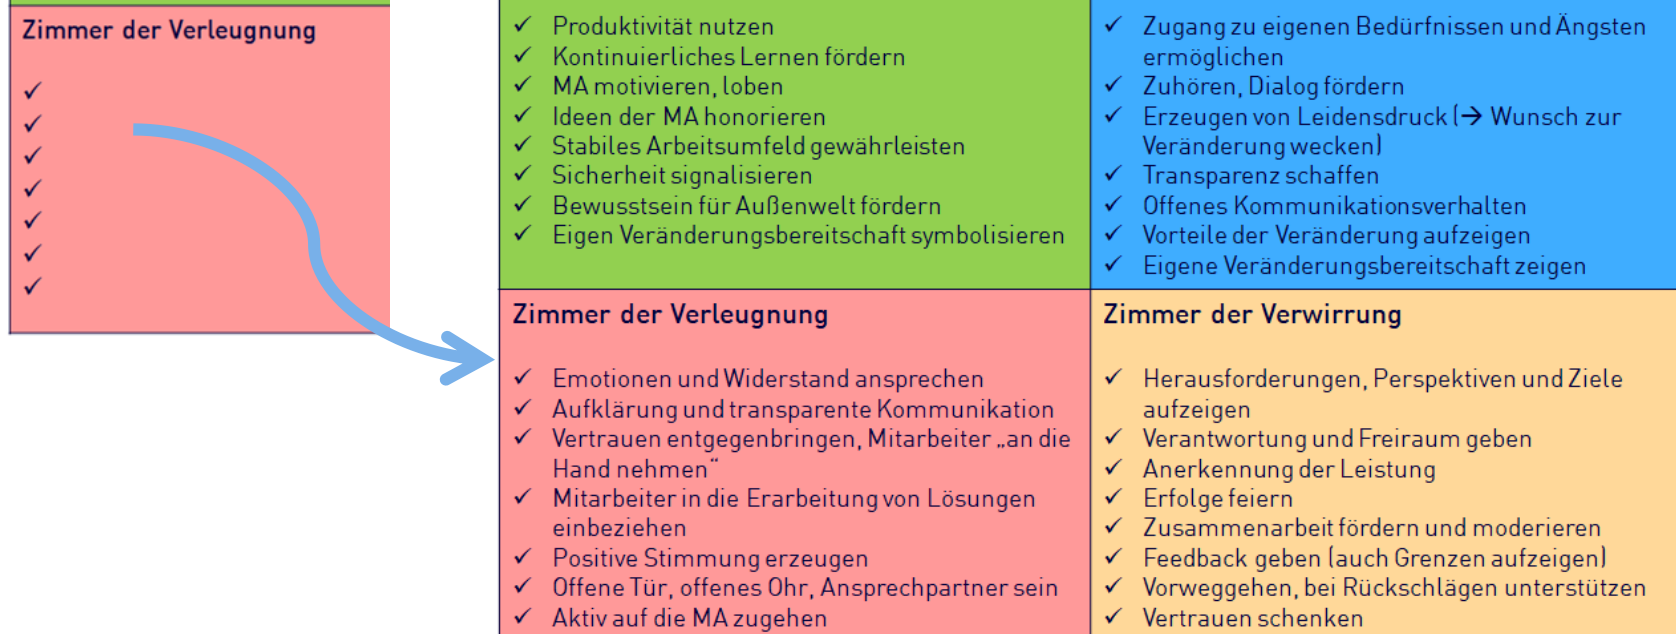 Zimmer der Verleugnung
✓
✓
✓
✓
✓
✓
✓
✓ Produktivität nutzen
✓ Kontinuierliches Lernen fördern
✓ MA motivieren, loben
✓ Ideen der MA honorieren
✓ Stabiles Arbeitsumfeld gewährleisten
✓ Sicherheit signalisieren
✓ Bewusstsein für Außenwelt fördern
✓ Eigen Veränderungsbereitschaft symbolisieren
✓ Zugang zu eigenen Bedürfnissen und Ängsten
ermöglichen
✓ Zuhören, Dialog fördern
✓ Erzeugen von Leidensdruck (→ Wunsch zur
Veränderung wecken)
✓ Transparenz schaffen
✓ Offenes Kommunikationsverhalten
✓ Vorteile der Veränderung aufzeigen
✓ Eigene Veränderungsbereitschaft zeigen
Zimmer der Verleugnung
✓ Emotionen und Widerstand ansprechen
✓ Aufklärung und transparente Kommunikation
✓ Vertrauen entgegenbringen, Mitarbeiter „an die
Hand nehmen“
✓ Mitarbeiter in die Erarbeitung von Lösungen
einbeziehen
✓ Positive Stimmung erzeugen
✓ Offene Tür, offenes Ohr, Ansprechpartner sein
✓ Aktiv auf die MA zugehen
Zimmer der Verwirrung
✓ Herausforderungen, Perspektiven und Ziele
aufzeigen
✓ Verantwortung und Freiraum geben
✓ Anerkennung der Leistung
✓ Erfolge feiern
✓ Zusammenarbeit fördern und moderieren
✓ Feedback geben (auch Grenzen aufzeigen)
✓ Vorweggehen, bei Rückschlägen unterstützen
✓ Vertrauen schenken